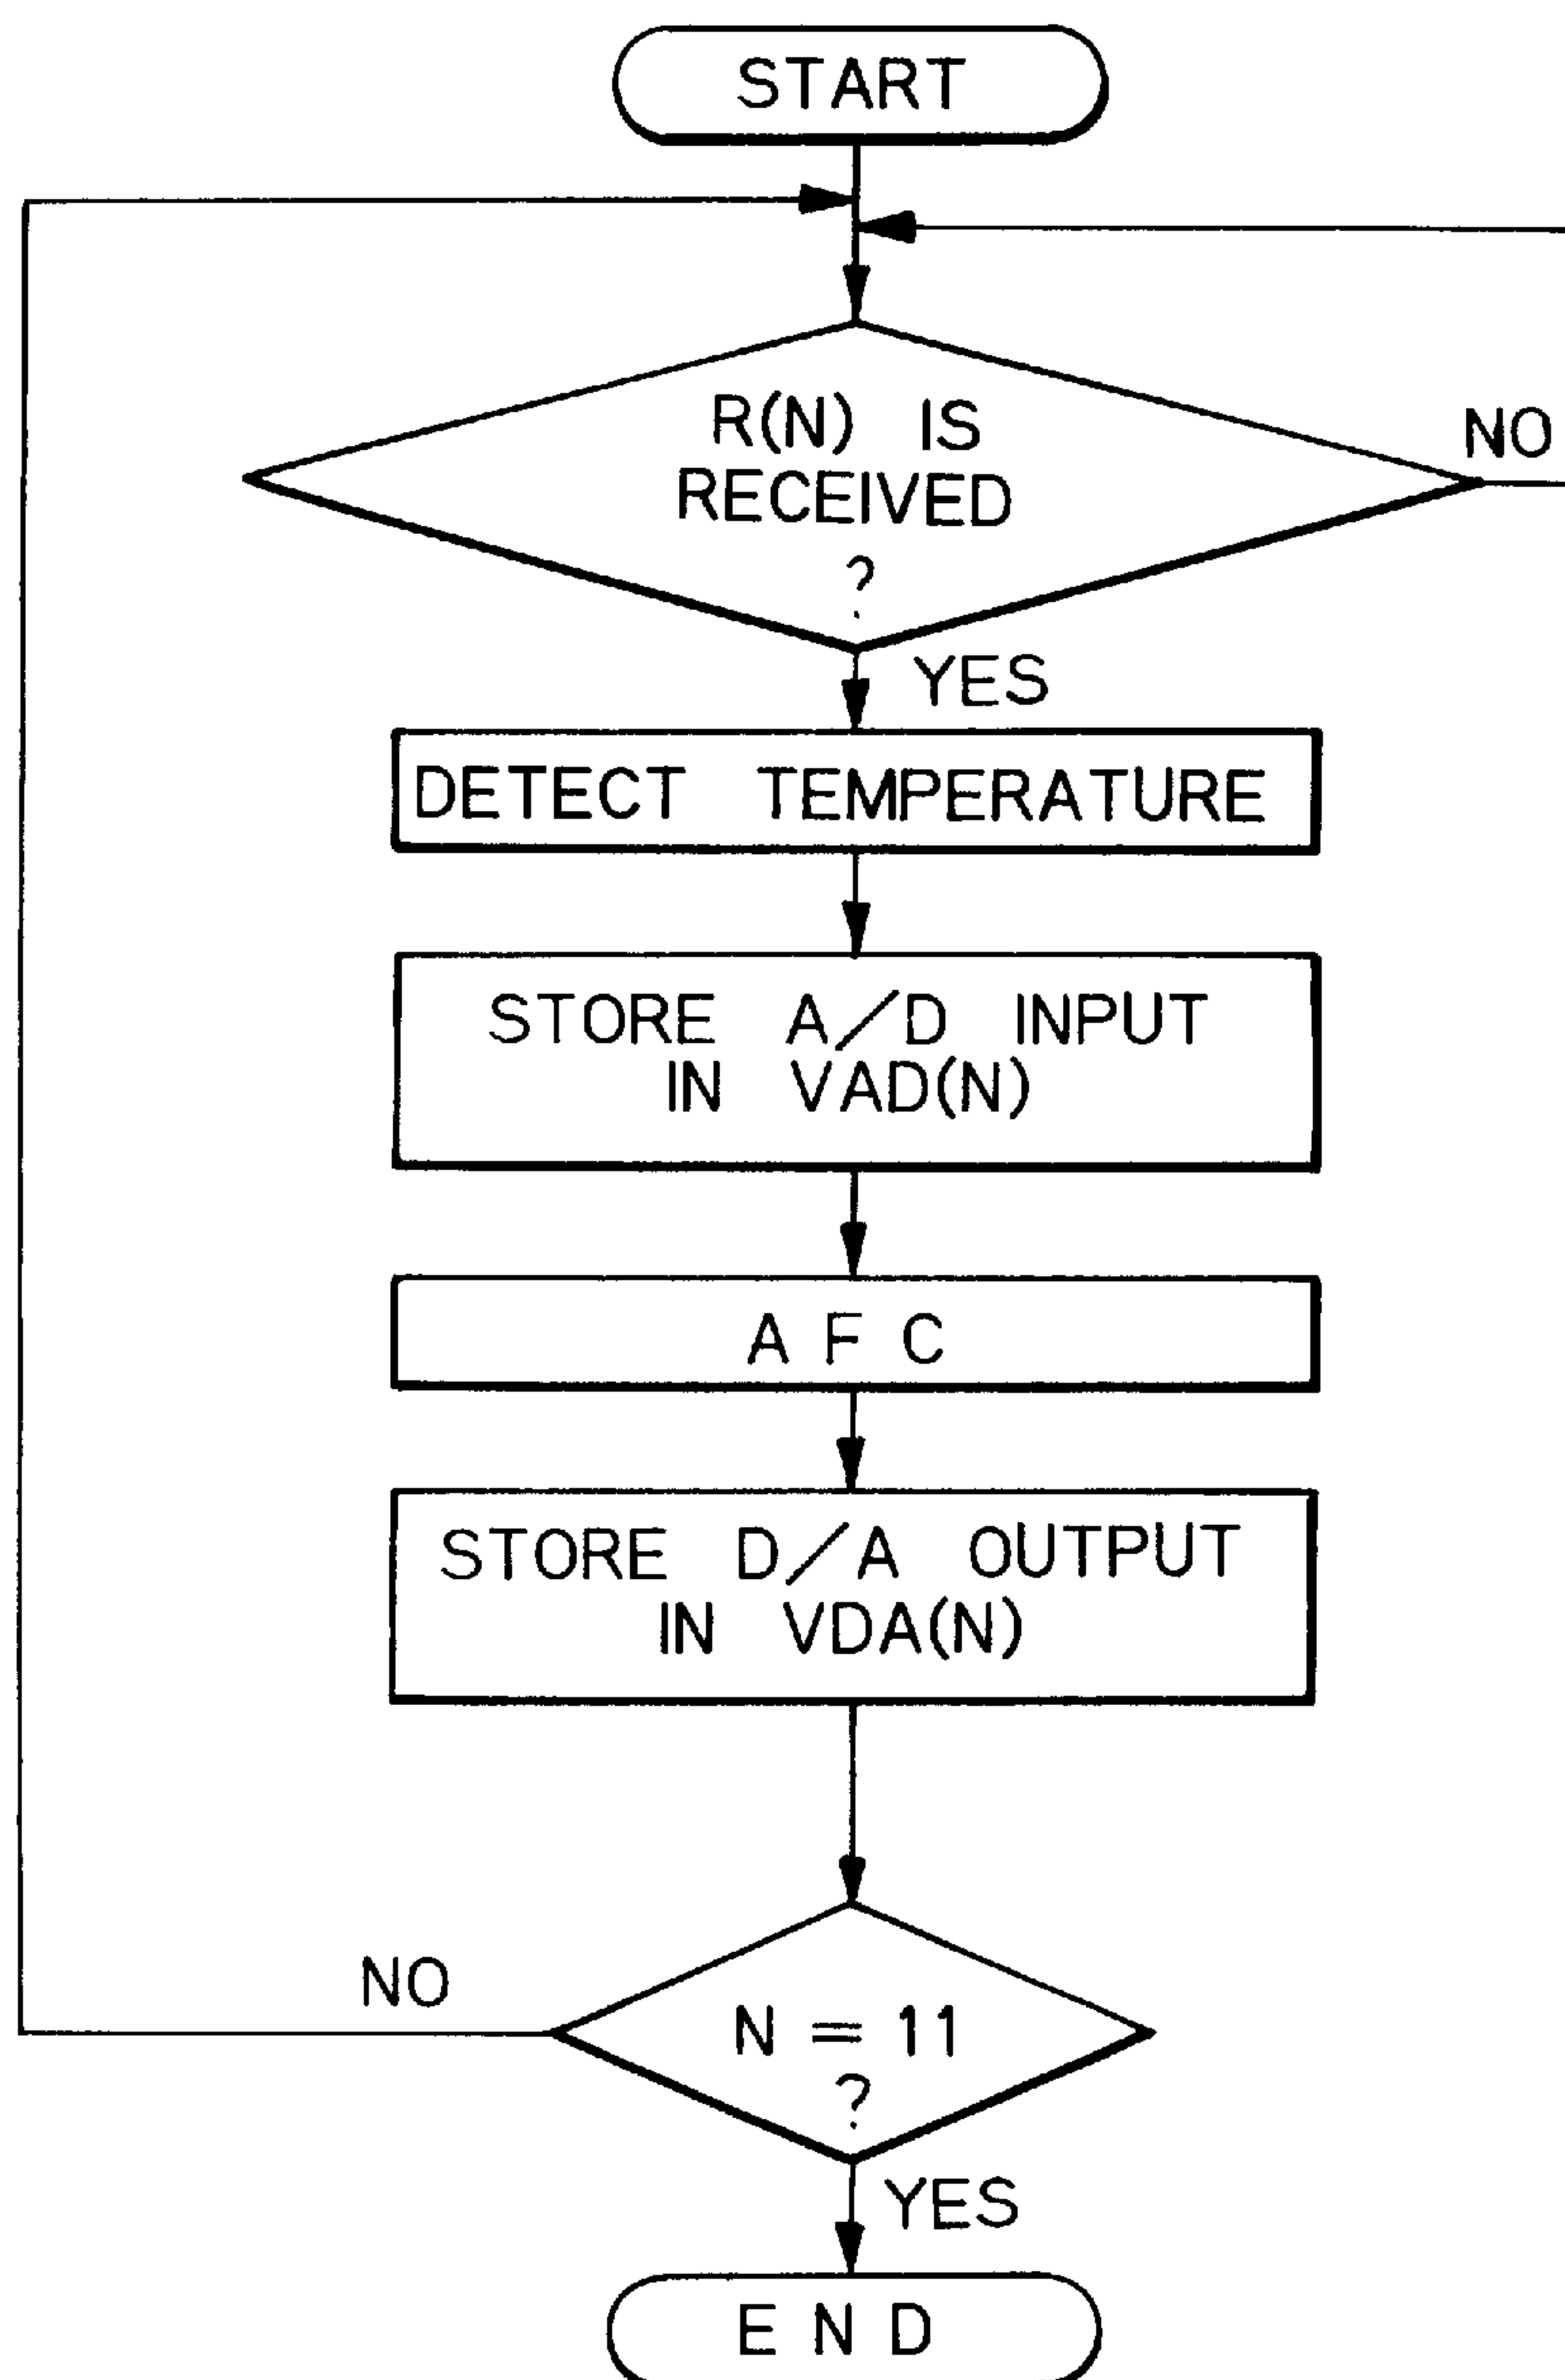 START
R(N) IS
RECEIVED
?
NO
YES
DETECT TEMPERATURE
STORE A/D INPUT
IN VAD(N)
A F C
STORE D/A OUTPUT
IN VDA(N)
NO
N = 11
?
YES
E N D